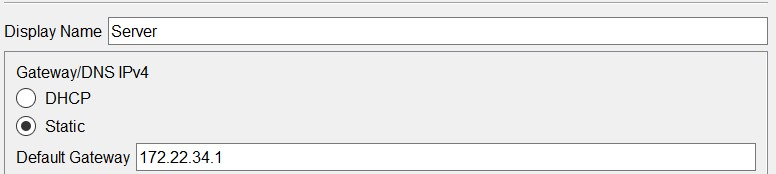 Display Name Server
Gateway/DNS IPv4
DHCP
Static
Default Gateway 172.22.34.1